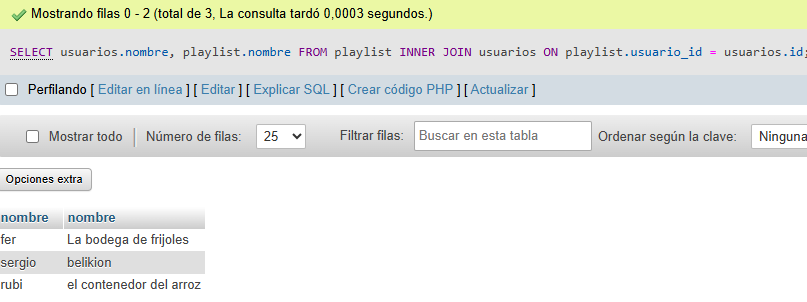 Mostrando filas 0 - 2 (total de 3, La consulta tardó 0,0003 segundos.)
SELECT usuarios.nombre, playlist.nombre FROM playlist INNER JOIN usuarios ON playlist.usuario_id = usuarios.id;
Perfilando [ Editar en línea ] [ Editar ] [ Explicar SQL ] [ Crear código PHP ] [ Actualizar ]
Mostrar todo Número de filas: 25 Filtrar filas: Buscar en esta tabla Ordenar según la clave: Ninguna
Opciones extra
nombre nombre
fer La bodega de frijoles
sergio belikion
rubi el contenedor del arroz